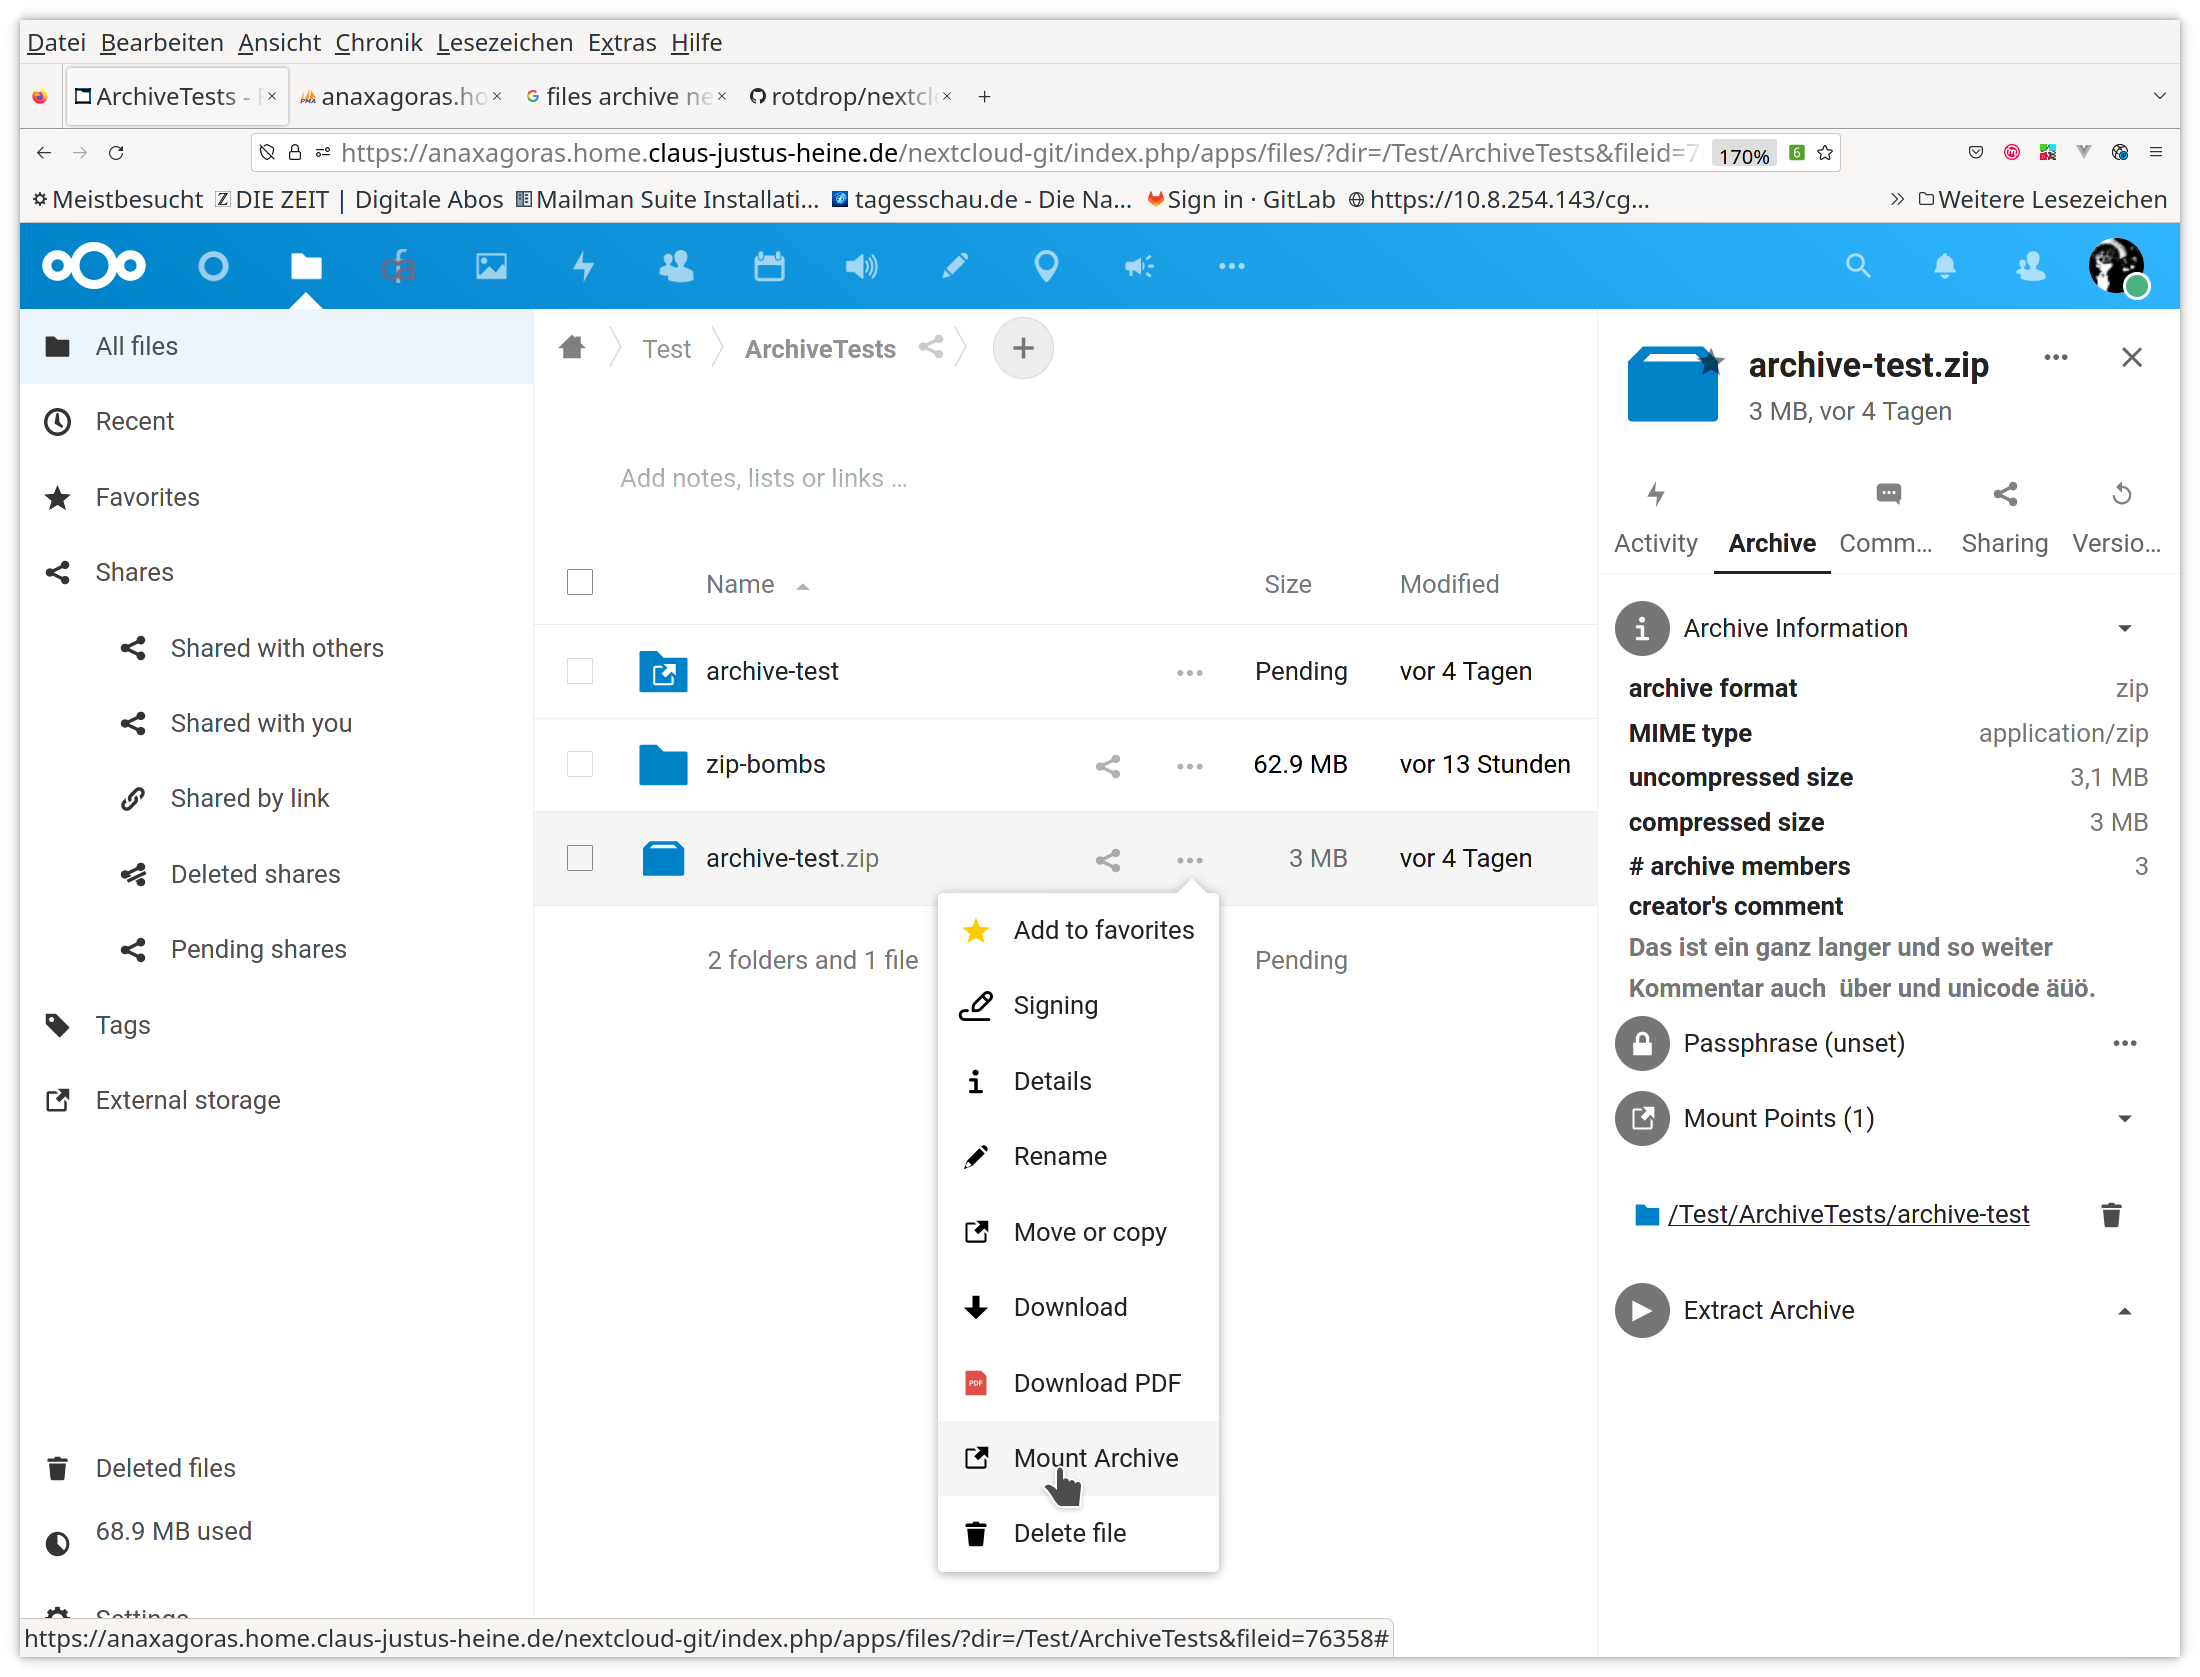 Datei Bearbeiten Ansicht Chronik Lesezeichen Extras Hilfe
ArchiveTests - anaxagoras.ho files archive ne rotdrop/nextcl
https://anaxagoras.home.claus-justus-heine.de/nextcloud-git/index.php/apps/files/?dir=/Test/ArchiveTests&fileid=7 170% 6
Meistbesucht DIE ZEIT | Digitale Abos Mailman Suite Installati... tagesschau.de - Die Na... Sign in · GitLab https://10.8.254.143/cg... Weitere Lesezeichen
All files
Recent
Favorites
Shares
Shared with others
Shared with you
Shared by link
Deleted shares
Pending shares
Tags
External storage
Deleted files
68.9 MB used
Settings
Test ArchiveTests
Add notes, lists or links ...
Name Size Modified
archive-test Pending vor 4 Tagen
zip-bombs 62.9 MB vor 13 Stunden
archive-test.zip 3 MB vor 4 Tagen
2 folders and 1 file Pending
Add to favorites
Signing
Details
Rename
Move or copy
Download
PDF Download PDF
Mount Archive
Delete file
archive-test.zip
3 MB, vor 4 Tagen
Activity Archive Comm... Sharing Versio...
Archive Information
archive format zip
MIME type application/zip
uncompressed size 3,1 MB
compressed size 3 MB
# archive members 3
creator's comment
Das ist ein ganz langer und so weiter
Kommentar auch über und unicode äüö.
Passphrase (unset)
Mount Points (1)
/Test/ArchiveTests/archive-test
Extract Archive
https://anaxagoras.home.claus-justus-heine.de/nextcloud-git/index.php/apps/files/?dir=/Test/ArchiveTests&fileid=76358#